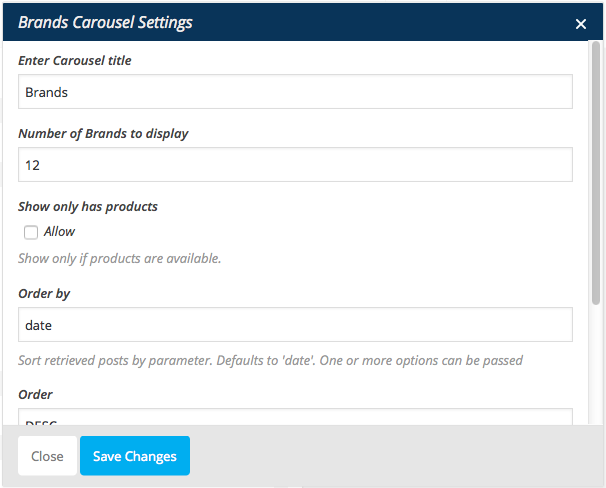 Brands Carousel Settings
Enter Carousel title
Brands
Number of Brands to display
12
Show only has products
Allow
Show only if products are available.
Order by
date
Sort retrieved posts by parameter. Defaults to 'date'. One or more options can be passed
Order
DESC
Close
Save Changes